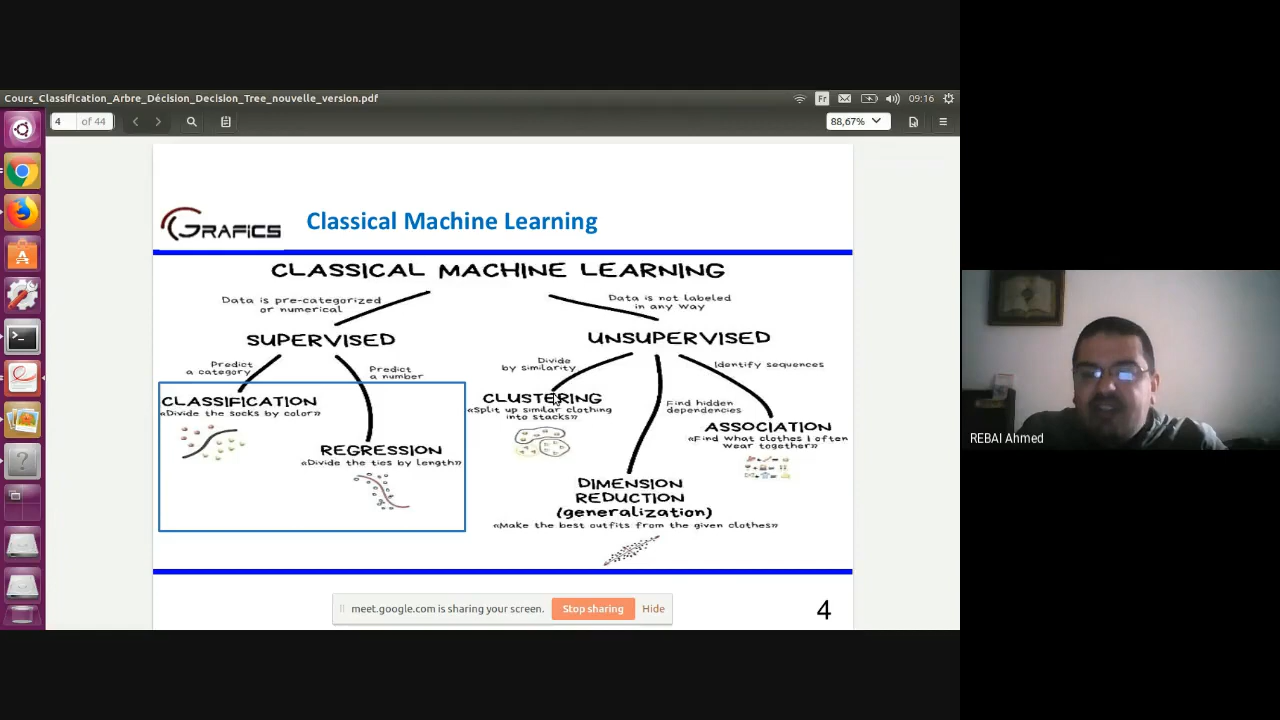 Cours_Classification_Arbre_Décision_Decision_Tree_nouvelle_version.pdf
Fr
09:16
4 of 44
88,67%
GRAFICS
Classical Machine Learning
CLASSICAL MACHINE LEARNING
Data is pre-categorized
or numerical
Data is not labeled
in any way
SUPERVISED
UNSUPERVISED
Predict
a category
Predict
a number
Divide
by similarity
Identify sequences
CLASSIFICATION
«Divide the socks by color»
CLUSTERING
«Split up similar clothing
into stacks»
Find hidden
dependencies
ASSOCIATION
«Find what clothes I often
wear together»
REGRESSION
«Divide the ties by length»
DIMENSION
REDUCTION
(generalization)
«Make the best outfits from the given clothes»
meet.google.com is sharing your screen.
Stop sharing
Hide
4
REBAI Ahmed